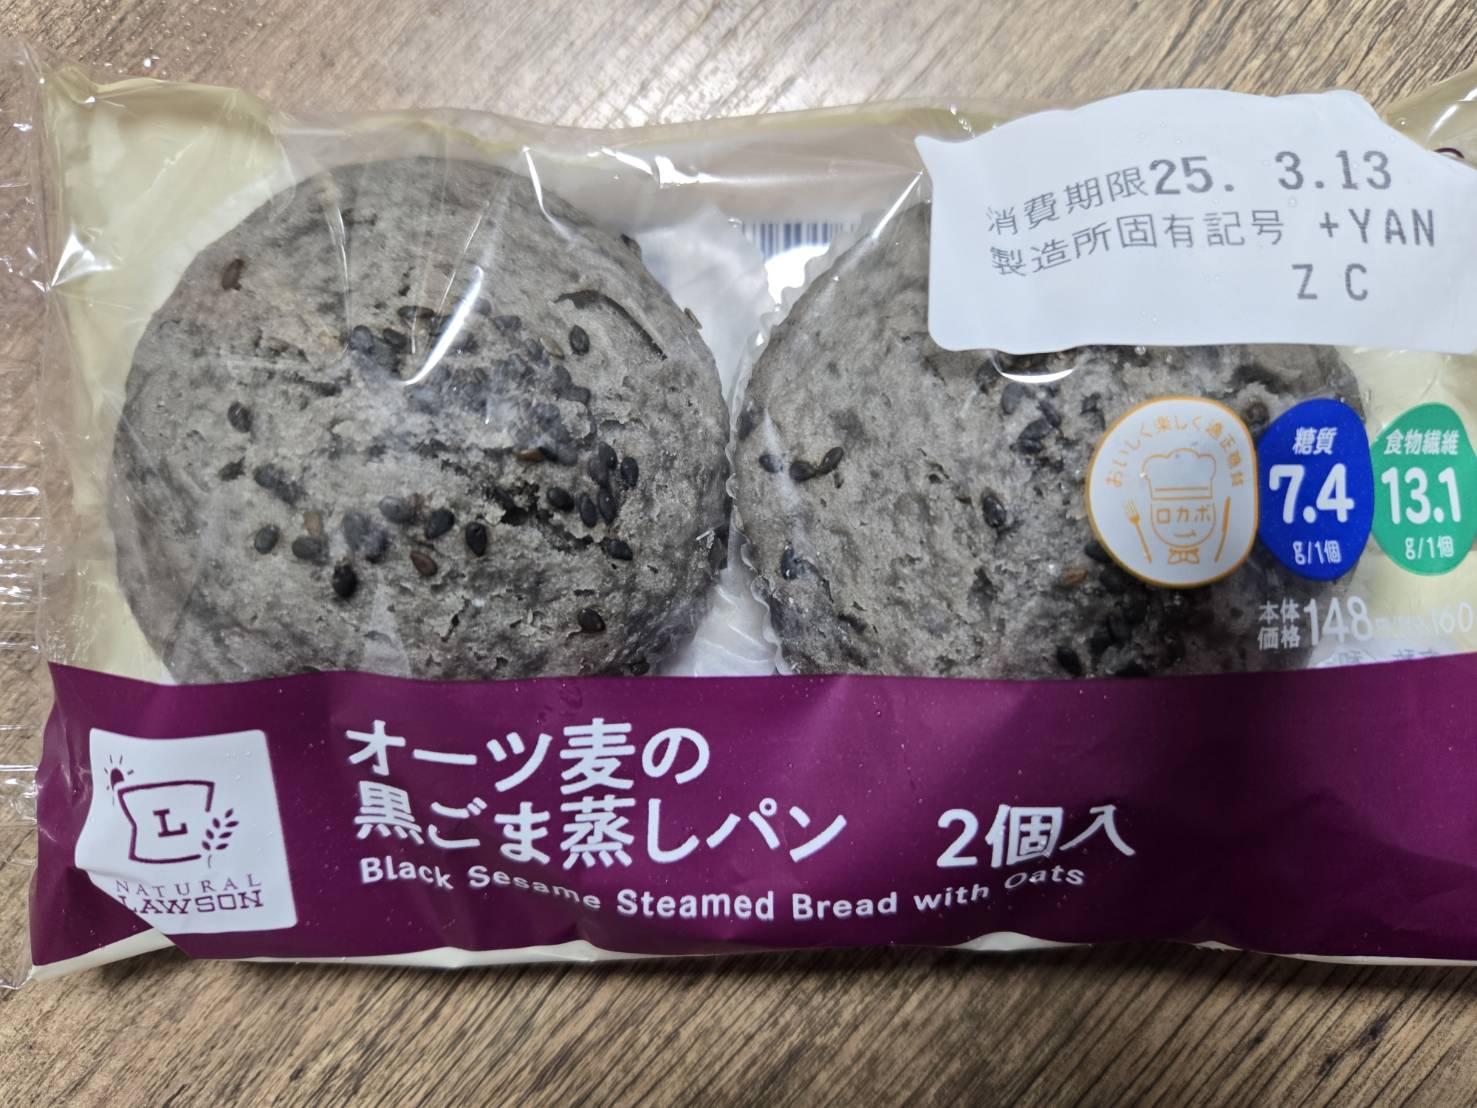 消費期限25. 3.13
製造所固有記号 +YAN
Z C
おいしく楽しく適正糖質
ロカボ
糖質
7.4
g/1個
食物繊維
13.1
g/1個
本体
価格
148
160
オーツ麦の
黒ごま蒸しパン 2個入
Black Sesame Steamed Bread with Oats
L
NATURAL
LAWSON